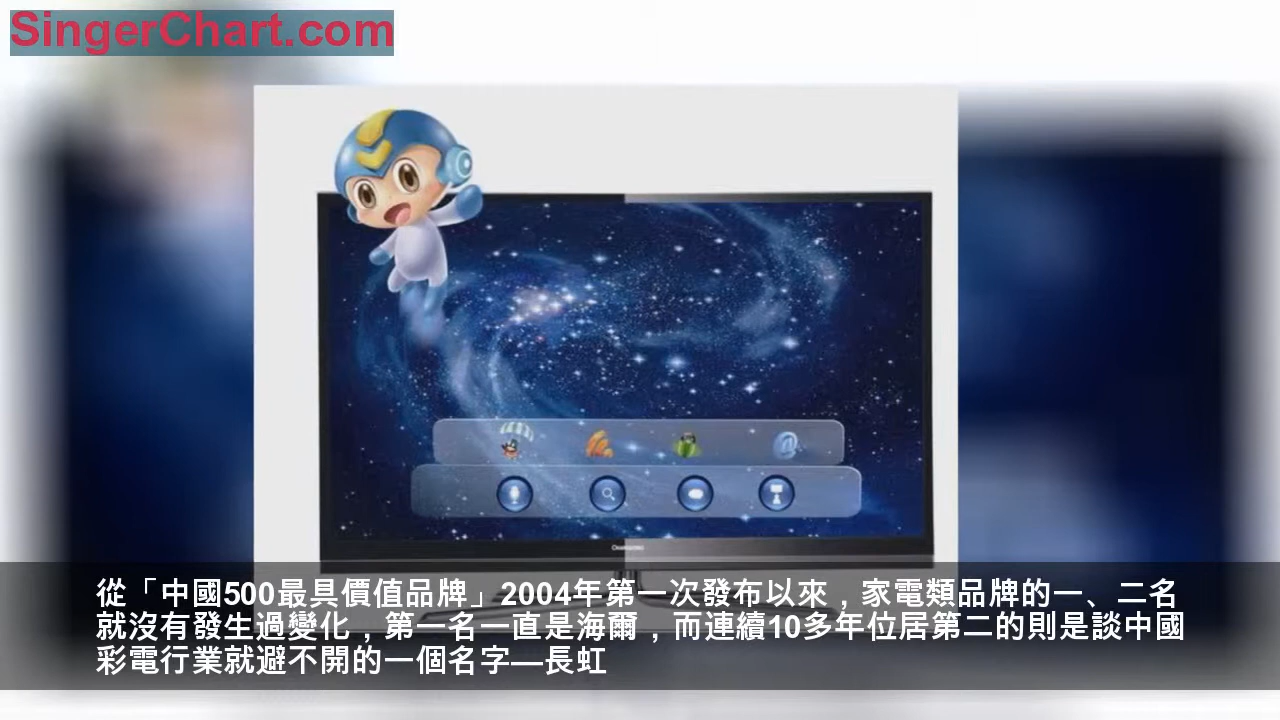 SingerChart.com
CHANGHONG
從「中國500最具價值品牌」2004年第一次發布以來，家電類品牌的一、二名
就沒有發生過變化，第一名一直是海爾，而連續10多年位居第二的則是談中國
彩電行業就避不開的一個名字—長虹